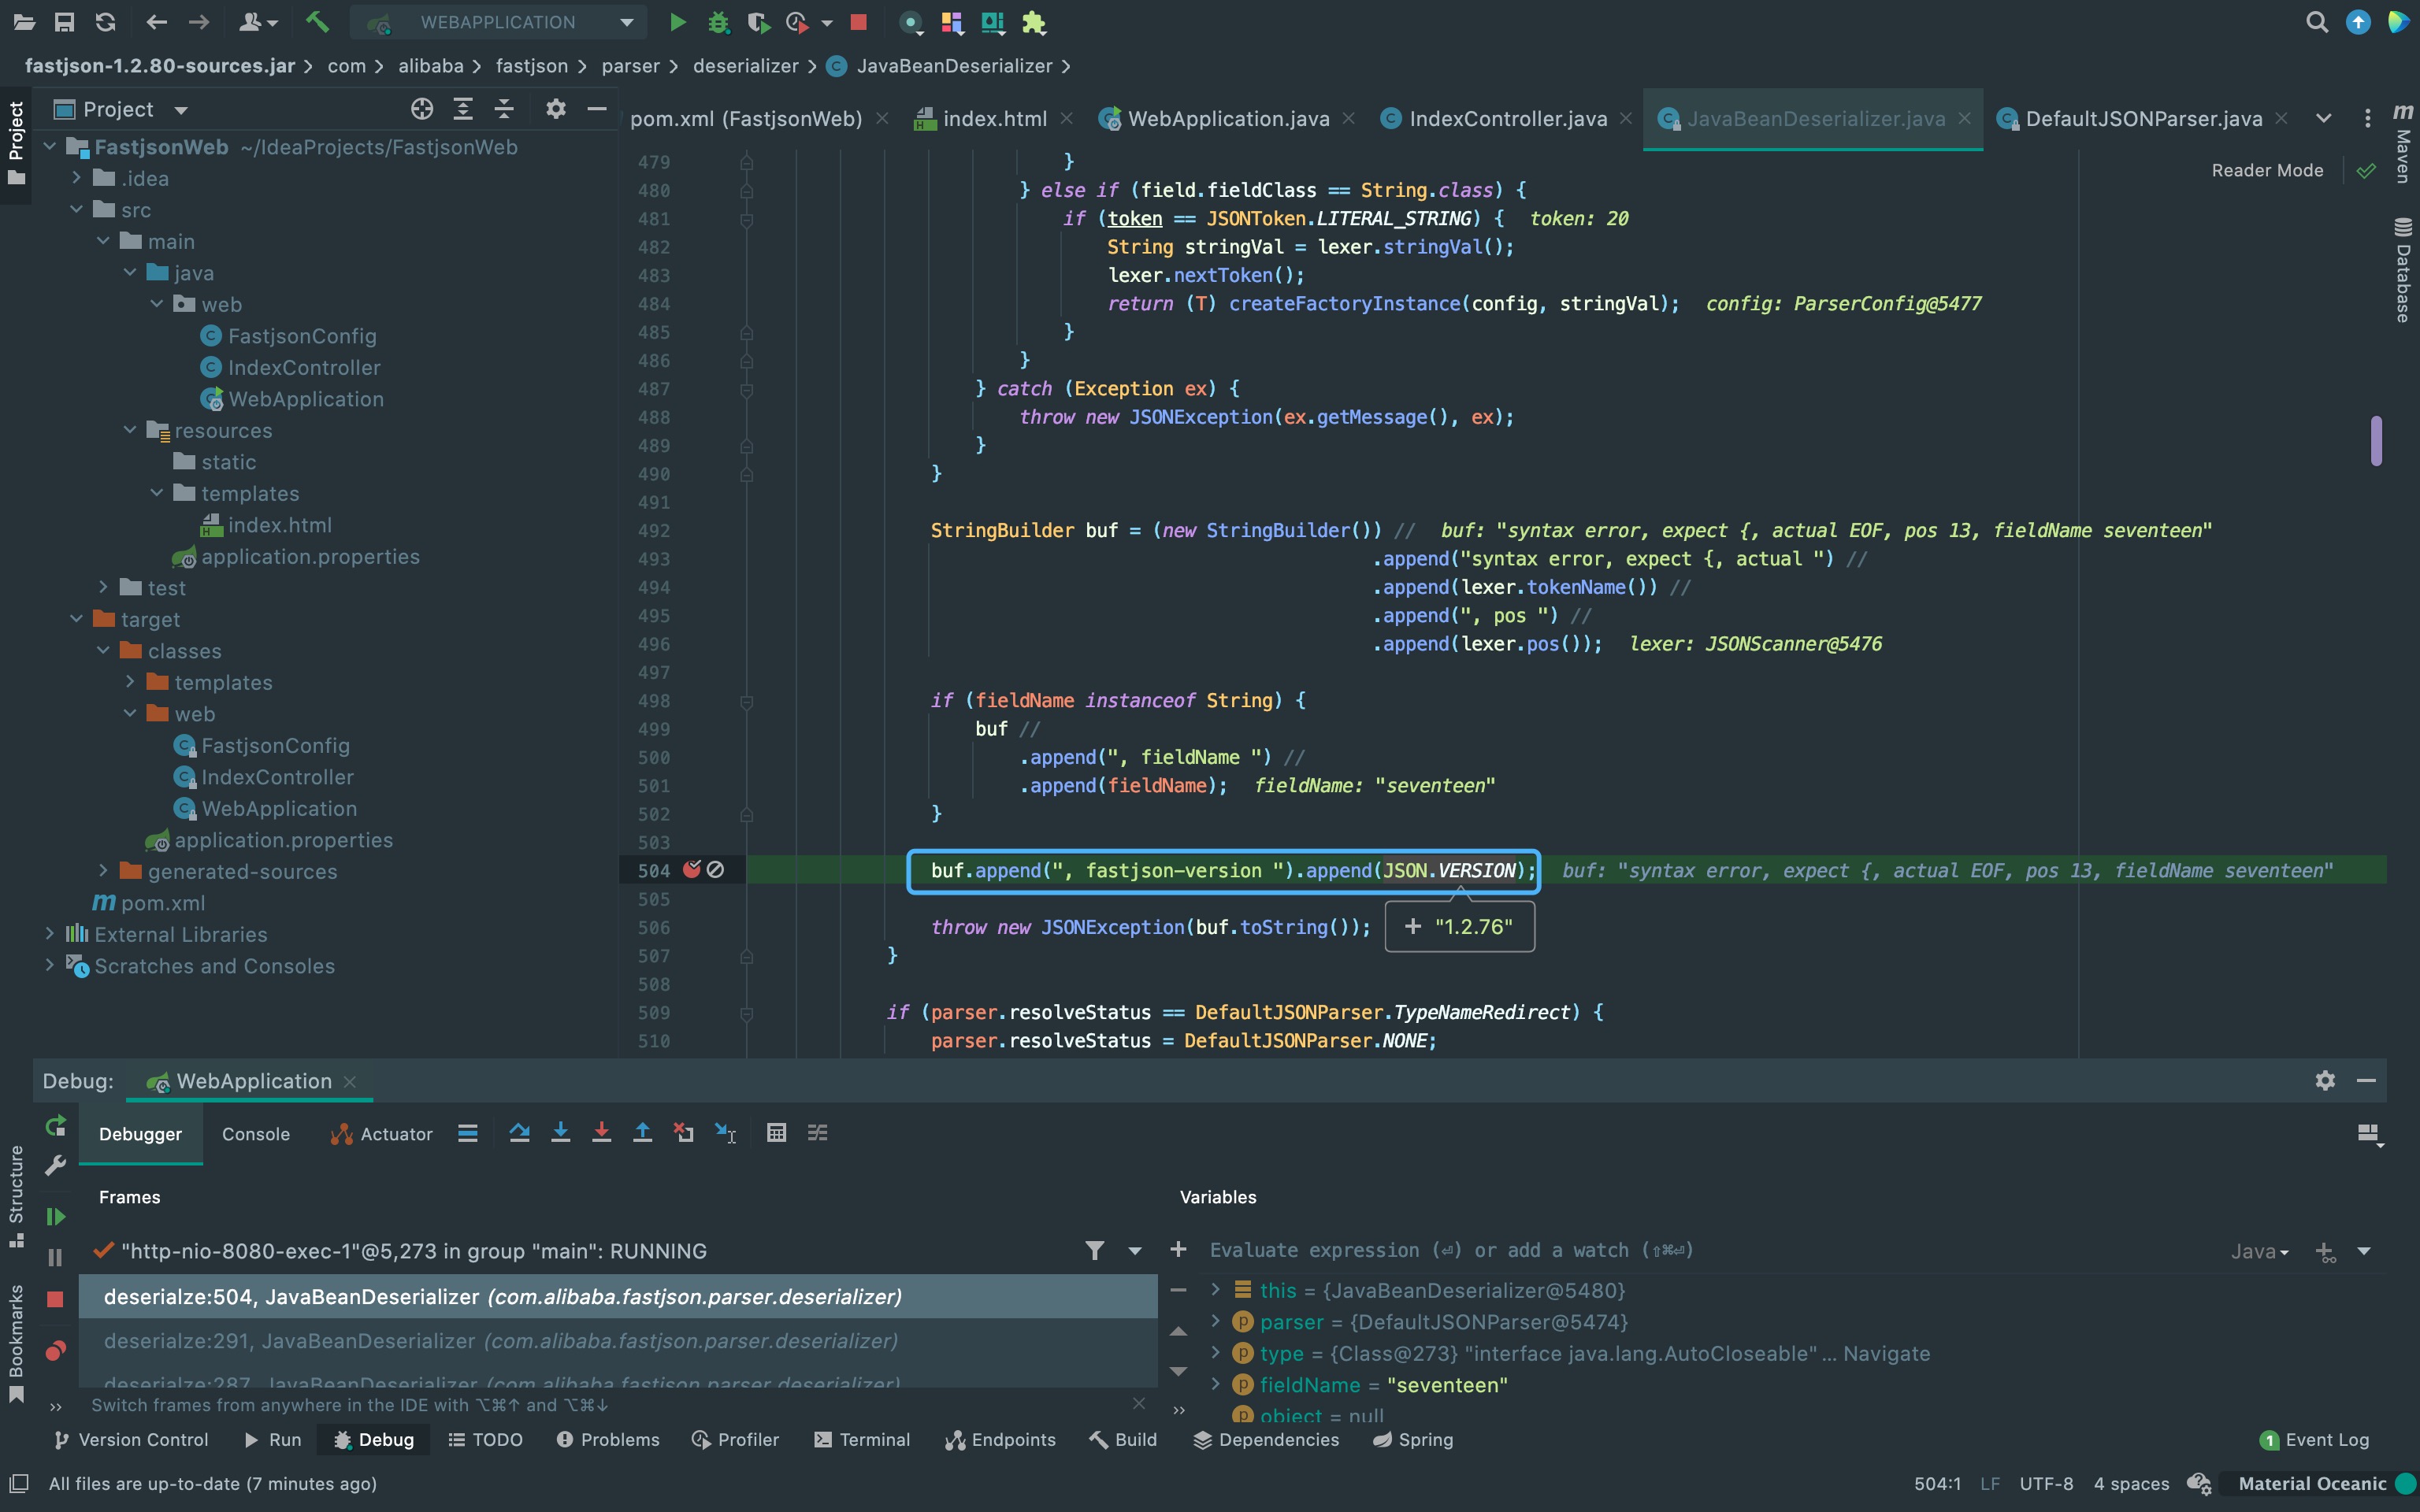 WEBAPPLICATION
fastjson-1.2.80-sources.jar com alibaba fastjson parser deserializer JavaBeanDeserializer
Project
Project
pom.xml (FastjsonWeb) index.html WebApplication.java IndexController.java JavaBeanDeserializer.java DefaultJSONParser.java
Maven
Database
Reader Mode
FastjsonWeb ~/IdeaProjects/FastjsonWeb
.idea
src
main
java
web
FastjsonConfig
IndexController
WebApplication
resources
static
templates
index.html
application.properties
test
target
classes
templates
web
FastjsonConfig
IndexController
WebApplication
application.properties
generated-sources
pom.xml
External Libraries
Scratches and Consoles
479 }
480 } else if (field.fieldClass == String.class) {
481 if (token == JSONToken.LITERAL_STRING) { token: 20
482 String stringVal = lexer.stringVal();
483 lexer.nextToken();
484 return (T) createFactoryInstance(config, stringVal); config: ParserConfig@5477
485 }
486 }
487 } catch (Exception ex) {
488 throw new JSONException(ex.getMessage(), ex);
489 }
490 }
491
492 StringBuilder buf = (new StringBuilder()) // buf: "syntax error, expect {, actual EOF, pos 13, fieldName seventeen"
493 .append("syntax error, expect {, actual ") //
494 .append(lexer.tokenName()) //
495 .append(", pos ") //
496 .append(lexer.pos()); lexer: JSONScanner@5476
497
498 if (fieldName instanceof String) {
499 buf //
500 .append(", fieldName ") //
501 .append(fieldName); fieldName: "seventeen"
502 }
503
504 buf.append(", fastjson-version ").append(JSON.VERSION); buf: "syntax error, expect {, actual EOF, pos 13, fieldName seventeen"
505
506 throw new JSONException(buf.toString());
+ "1.2.76"
507 }
508
509 if (parser.resolveStatus == DefaultJSONParser.TypeNameRedirect) {
510 parser.resolveStatus = DefaultJSONParser.NONE;
Debug: WebApplication
Debugger Console Actuator
Structure
Bookmarks
Frames
"http-nio-8080-exec-1"@5,273 in group "main": RUNNING
deserialze:504, JavaBeanDeserializer (com.alibaba.fastjson.parser.deserializer)
deserialze:291, JavaBeanDeserializer (com.alibaba.fastjson.parser.deserializer)
deserialze:287, JavaBeanDeserializer (com.alibaba.fastjson.parser.deserializer)
Switch frames from anywhere in the IDE with ⌥⌘↑ and ⌥⌘↓
Variables
Evaluate expression (⏎) or add a watch (⇧⌘⏎)
Java
this = {JavaBeanDeserializer@5480}
parser = {DefaultJSONParser@5474}
type = {Class@273} "interface java.lang.AutoCloseable" ... Navigate
fieldName = "seventeen"
object = null
Version Control Run Debug TODO Problems Profiler Terminal Endpoints Build Dependencies Spring 1 Event Log
All files are up-to-date (7 minutes ago) 504:1 LF UTF-8 4 spaces Material Oceanic